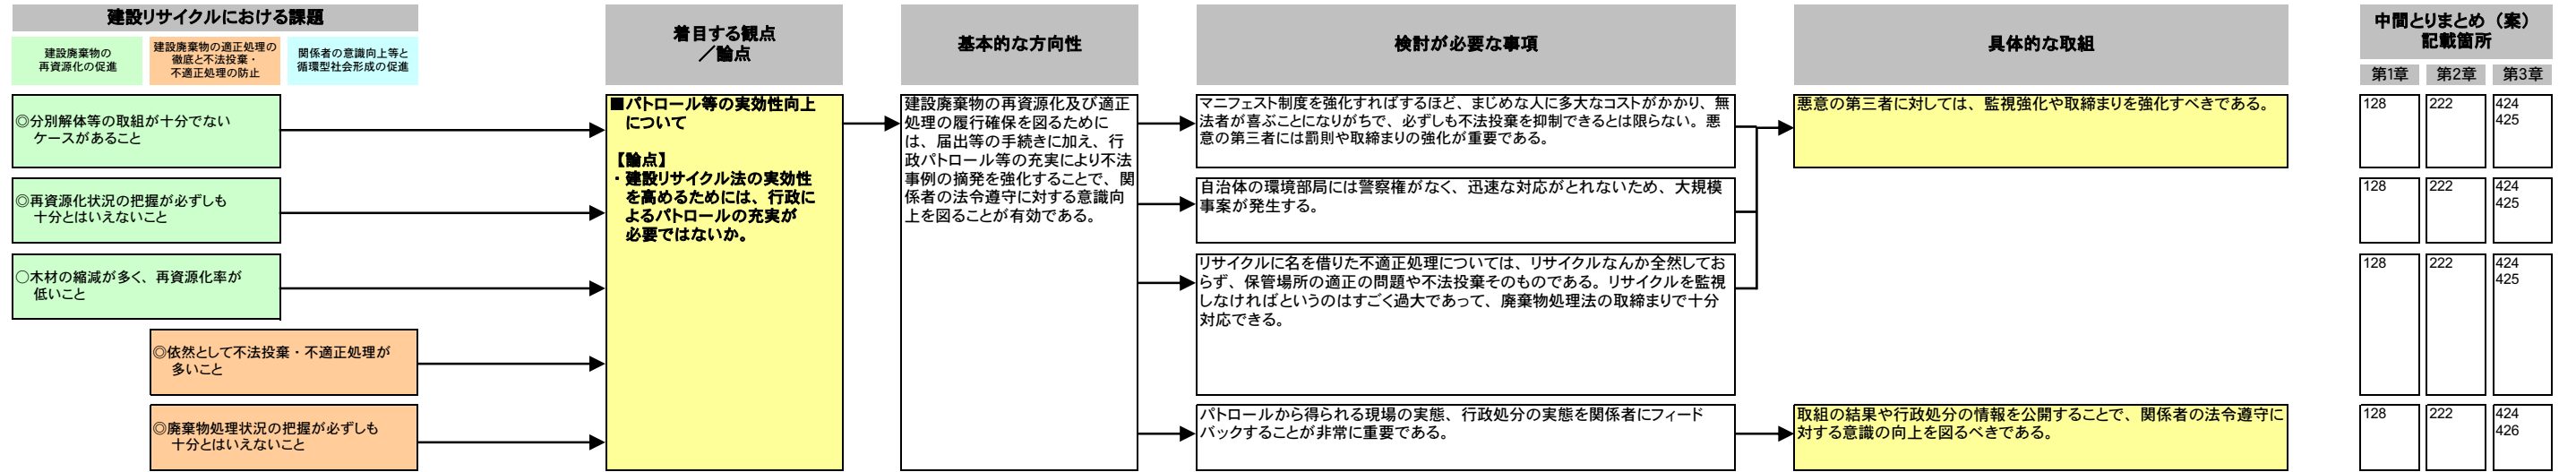 建設リサイクルにおける課題
建設廃棄物の
再資源化の促進
建設廃棄物の適正処理の
徹底と不法投棄・
不適正処理の防止
関係者の意識向上等と
循環型社会形成の促進
着目する観点
／論点
基本的な方向性
検討が必要な事項
具体的な取組
中間とりまとめ（案）
記載箇所
第1章 第2章 第3章
◎分別解体等の取組が十分でない
ケースがあること
◎再資源化状況の把握が必ずしも
十分とはいえないこと
○木材の縮減が多く、再資源化率が
低いこと
◎依然として不法投棄・不適正処理が
多いこと
◎廃棄物処理状況の把握が必ずしも
十分とはいえないこと
■パトロール等の実効性向上
について
【論点】
・建設リサイクル法の実効性
を高めるためには、行政に
よるパトロールの充実が
必要ではないか。
建設廃棄物の再資源化及び適正
処理の履行確保を図るために
は、届出等の手続きに加え、行
政パトロール等の充実により不法
事例の摘発を強化することで、関
係者の法令遵守に対する意識向
上を図ることが有効である。
マニフェスト制度を強化すればするほど、まじめな人に多大なコストがかかり、無
法者が喜ぶことになりがちで、必ずしも不法投棄を抑制できるとは限らない。悪
意の第三者には罰則や取締まりの強化が重要である。
自治体の環境部局には警察権がなく、迅速な対応がとれないため、大規模
事案が発生する。
リサイクルに名を借りた不適正処理については、リサイクルなんか全然してお
らず、保管場所の適正の問題や不法投棄そのものである。リサイクルを監視
しなければというのはすごく過大であって、廃棄物処理法の取締まりで十分
対応できる。
パトロールから得られる現場の実態、行政処分の実態を関係者にフィード
バックすることが非常に重要である。
悪意の第三者に対しては、監視強化や取締まりを強化すべきである。
取組の結果や行政処分の情報を公開することで、関係者の法令遵守に
対する意識の向上を図るべきである。
128 222 424
425
128 222 424
425
128 222 424
425
128 222 424
426